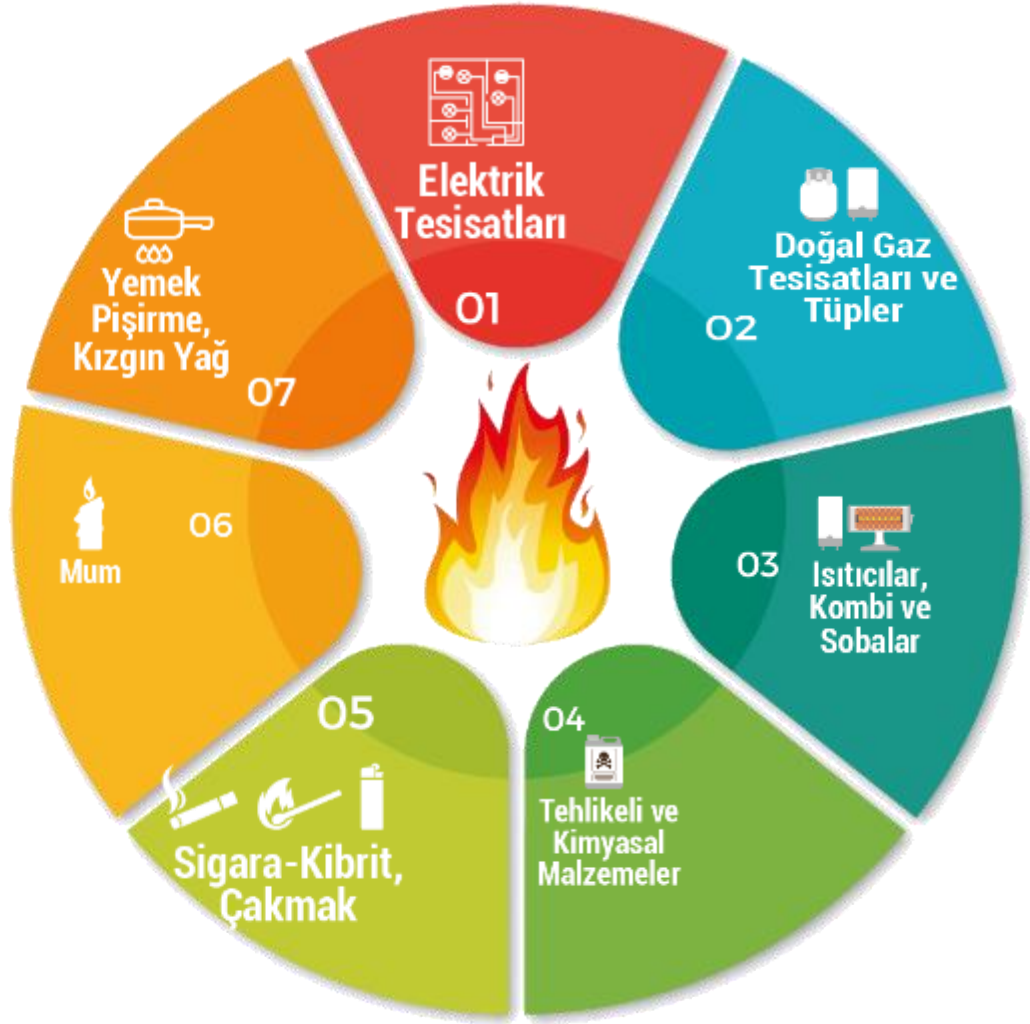 Elektrik
Tesisatları
01
Doğal Gaz
Tesisatları ve
Tüpler
02
03
Isıtıcılar,
Kombi ve
Sobalar
04
Tehlikeli ve
Kimyasal
Malzemeler
05
Sigara-Kibrit,
Çakmak
06
Mum
Yemek
Pişirme,
Kızgın Yağ
07